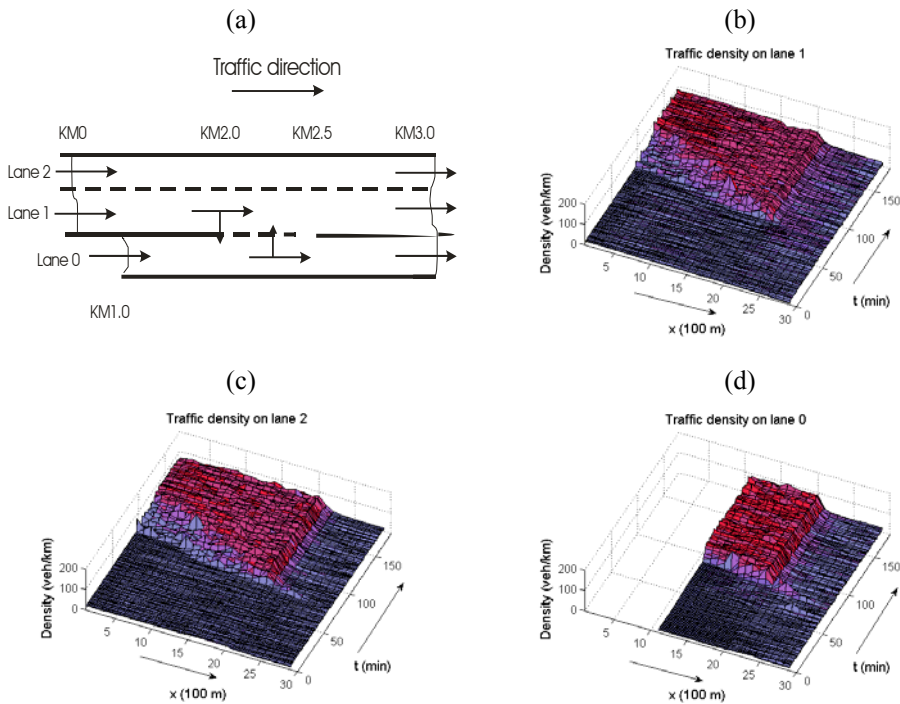 (a)
Traffic direction
KM0 KM2.0 KM2.5 KM3.0
Lane 2
Lane 1
Lane 0
KM1.0
(b)
Traffic density on lane 1
Density (veh/km)
200
100
0
5 10 15 20 25 30
x (100 m)
0 50 100 150
t (min)
(c)
Traffic density on lane 2
Density (veh/km)
200
100
0
5 10 15 20 25 30
x (100 m)
0 50 100 150
t (min)
(d)
Traffic density on lane 0
Density (veh/km)
200
100
0
5 10 15 20 25 30
x (100 m)
0 50 100 150
t (min)